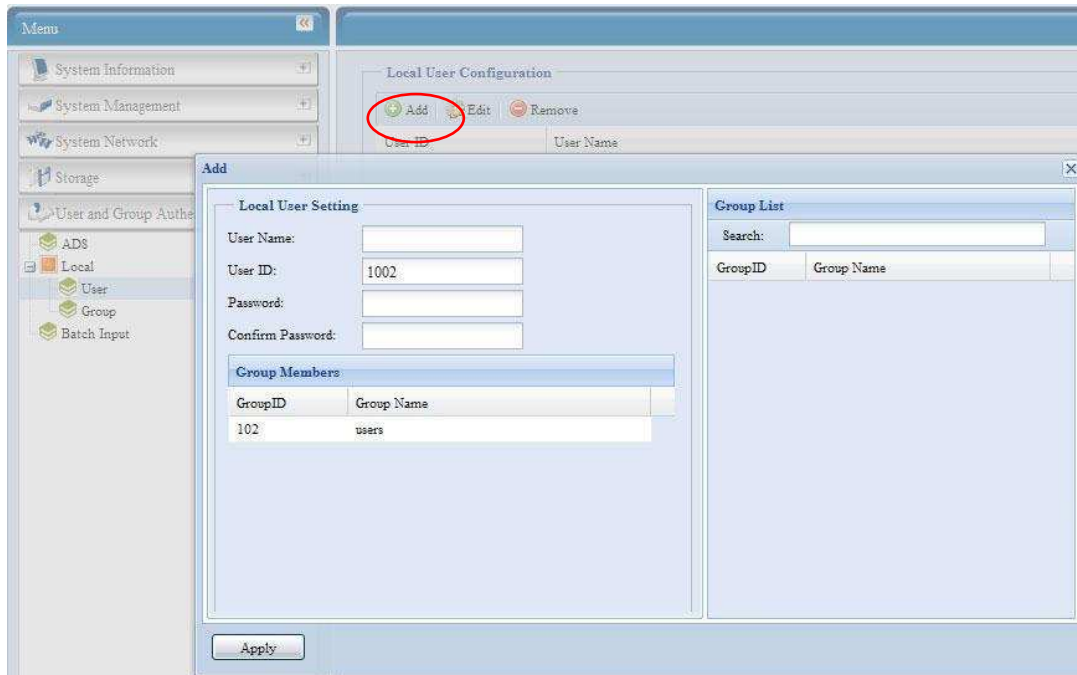 Menu
System Information
System Management
System Network
Storage
User and Group Authe
ADS
Local
User
Group
Batch Input
Local User Configuration
Add Edit Remove
User ID User Name
Add
Local User Setting
User Name:
User ID: 1002
Password:
Confirm Password:
Group Members
GroupID Group Name
102 users
Group List
Search:
GroupID Group Name
Apply